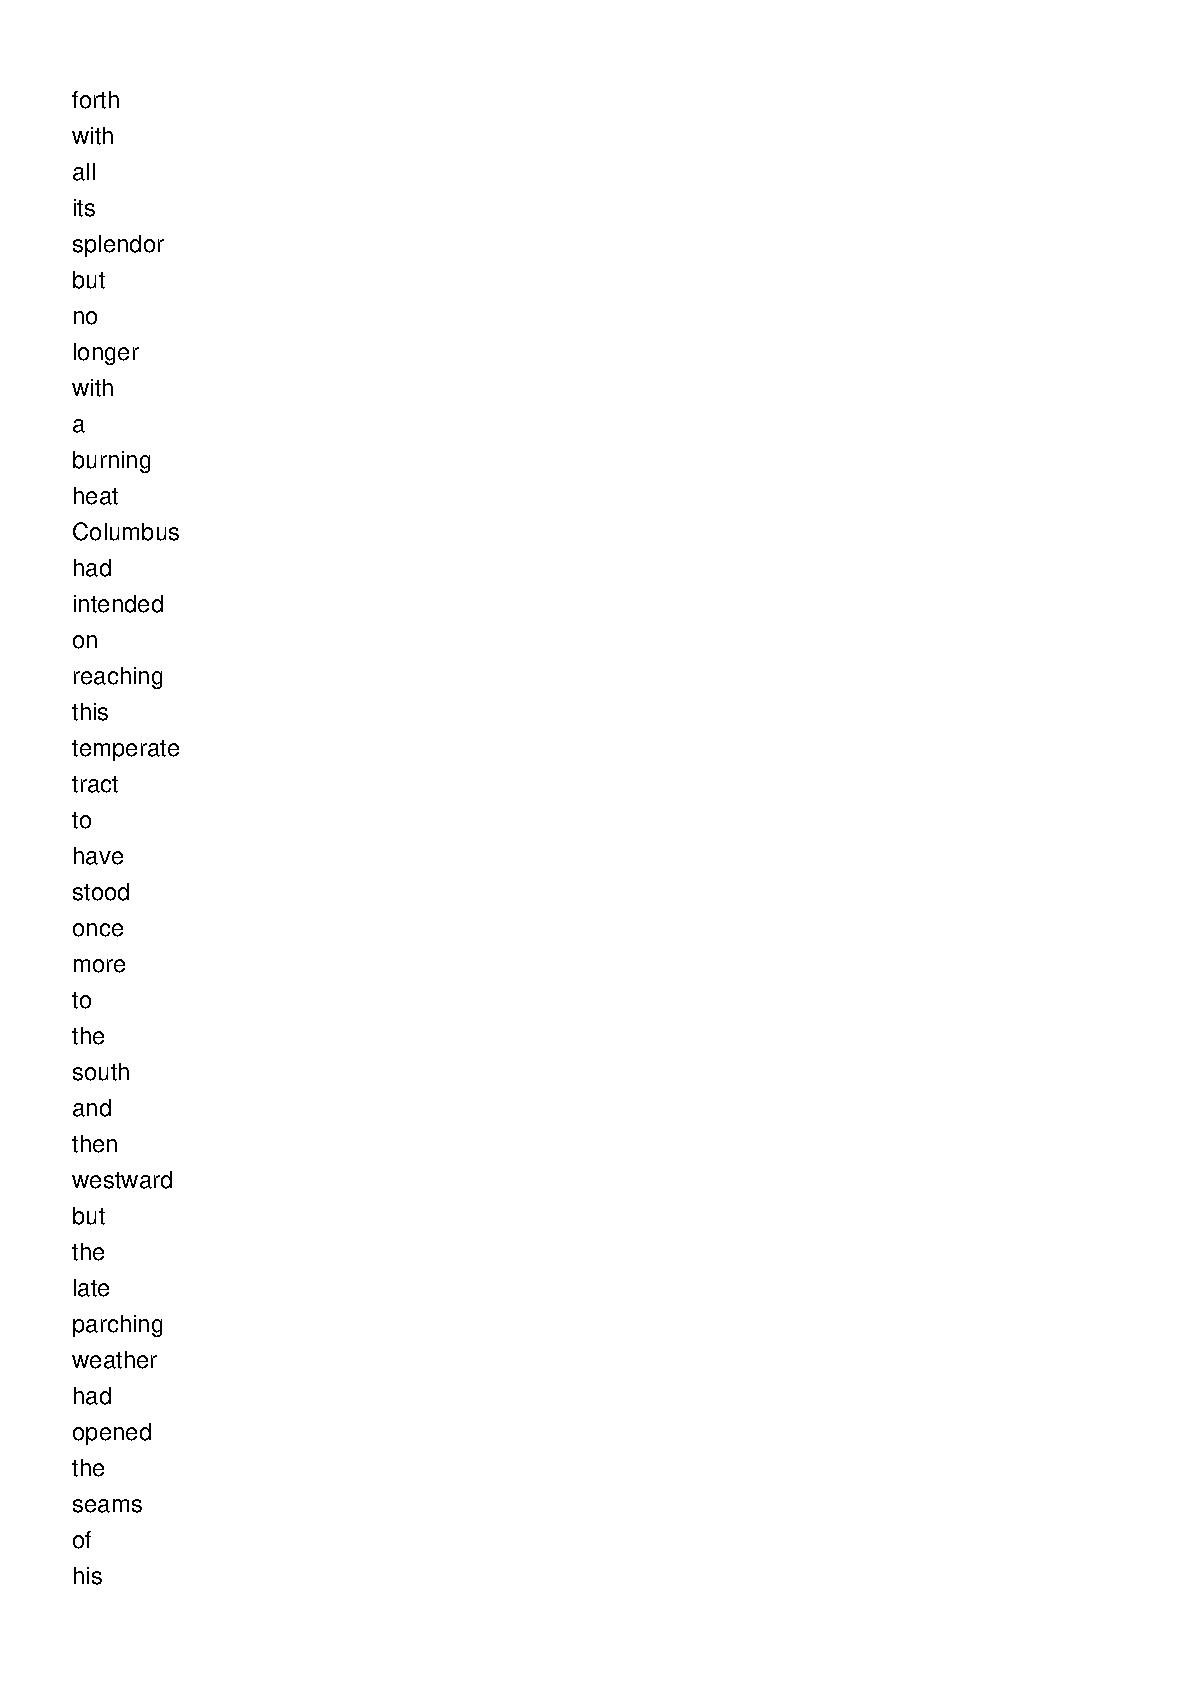 forth
with
all
its
splendor
but
no
longer
with
a
burning
heat
Columbus
had
intended
on
reaching
this
temperate
tract
to
have
stood
once
more
to
the
south
and
then
westward
but
the
late
parching
weather
had
opened
the
seams
of
his